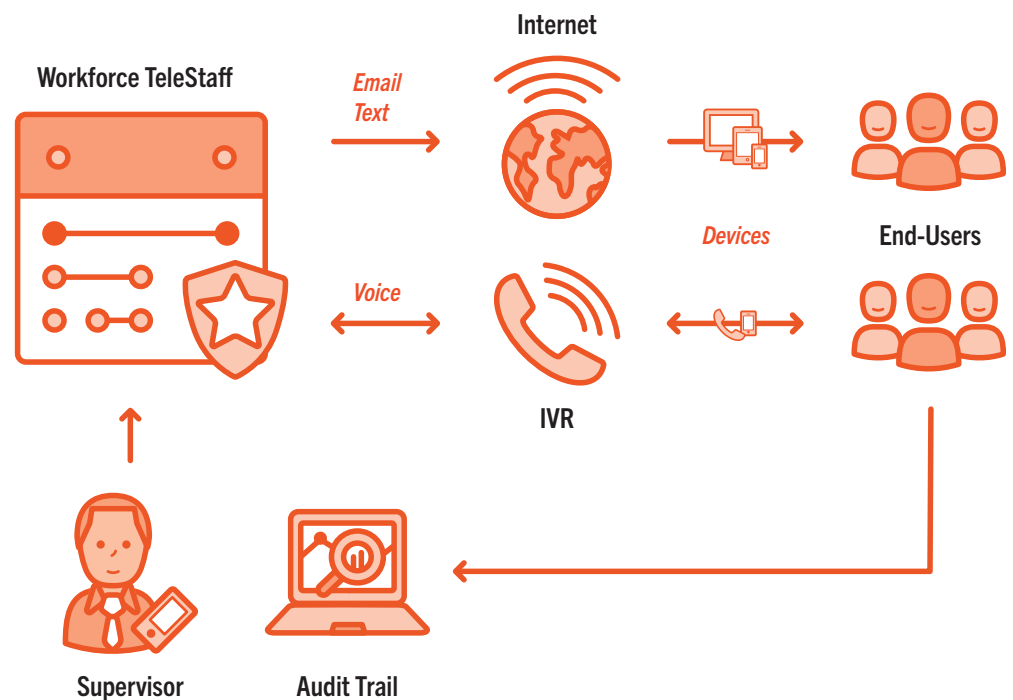 Internet
Workforce TeleStaff
Email
Text
Devices
End-Users
Voice
IVR
Supervisor
Audit Trail